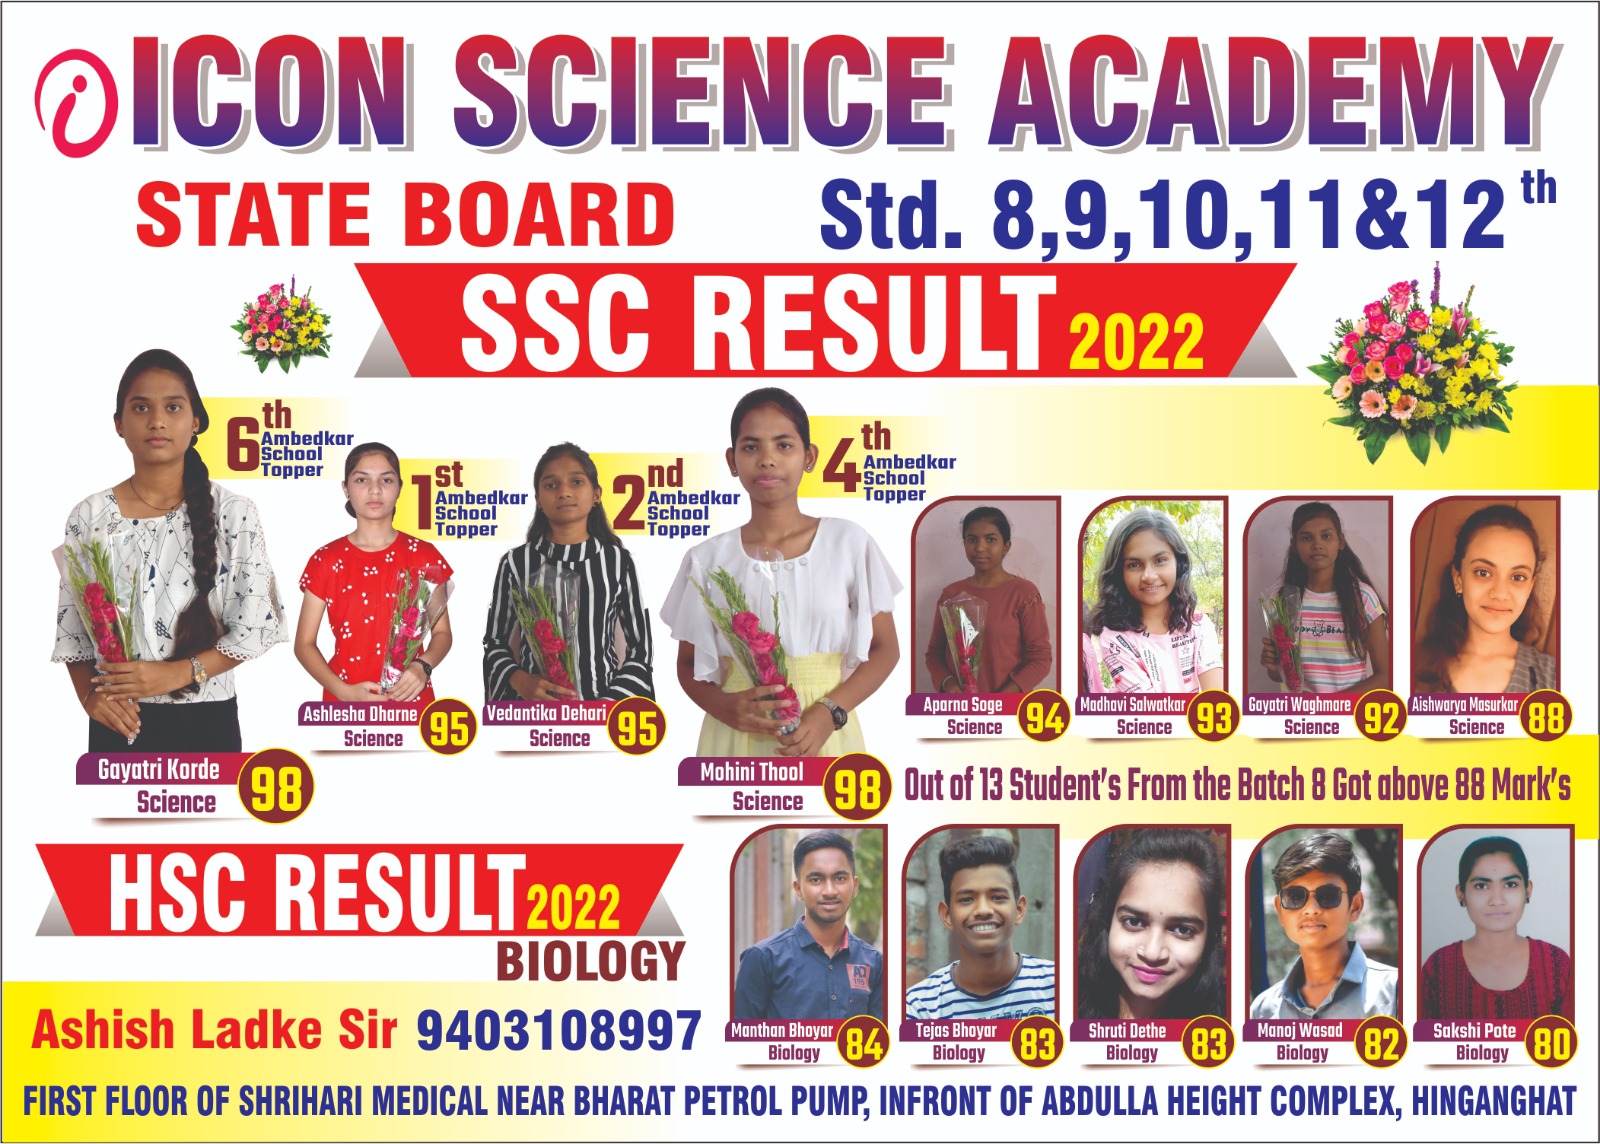 i ICON SCIENCE ACADEMY
STATE BOARD
Std. 8,9,10,11&12 th
SSC RESULT 2022
6th
Ambedkar
School
Topper
1st
Ambedkar
School
Topper
2nd
Ambedkar
School
Topper
4th
Ambedkar
School
Topper
Gayatri Korde
Science 98
Ashlesha Dharne
Science 95
Vedantika Dehari
Science 95
Mohini Thool
Science 98
Aparna Soge
Science 94
Madhavi Salwatkar
Science 93
Gayatri Waghmare
Science 92
Aishwarya Masurkar
Science 88
Out of 13 Student's From the Batch 8 Got above 88 Mark's
HSC RESULT 2022
BIOLOGY
Manthan Bhoyar
Biology 84
Tejas Bhoyar
Biology 83
Shruti Dethe
Biology 83
Manoj Wasad
Biology 82
Sakshi Pote
Biology 80
Ashish Ladke Sir 9403108997
FIRST FLOOR OF SHRIHARI MEDICAL NEAR BHARAT PETROL PUMP, INFRONT OF ABDULLA HEIGHT COMPLEX, HINGANGHAT